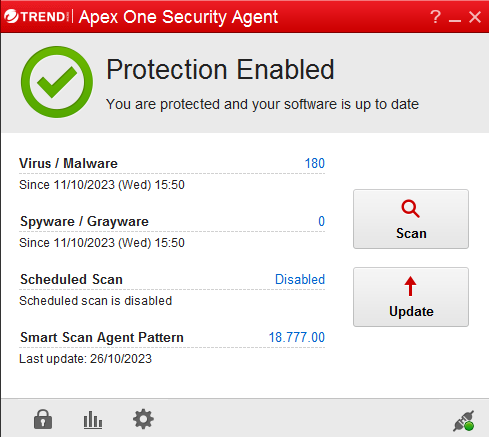 TREND MICRO Apex One Security Agent
Protection Enabled
You are protected and your software is up to date
Virus / Malware 180
Since 11/10/2023 (Wed) 15:50
Spyware / Grayware 0
Since 11/10/2023 (Wed) 15:50
Scheduled Scan Disabled
Scheduled scan is disabled
Smart Scan Agent Pattern 18.777.00
Last update: 26/10/2023
Scan
Update